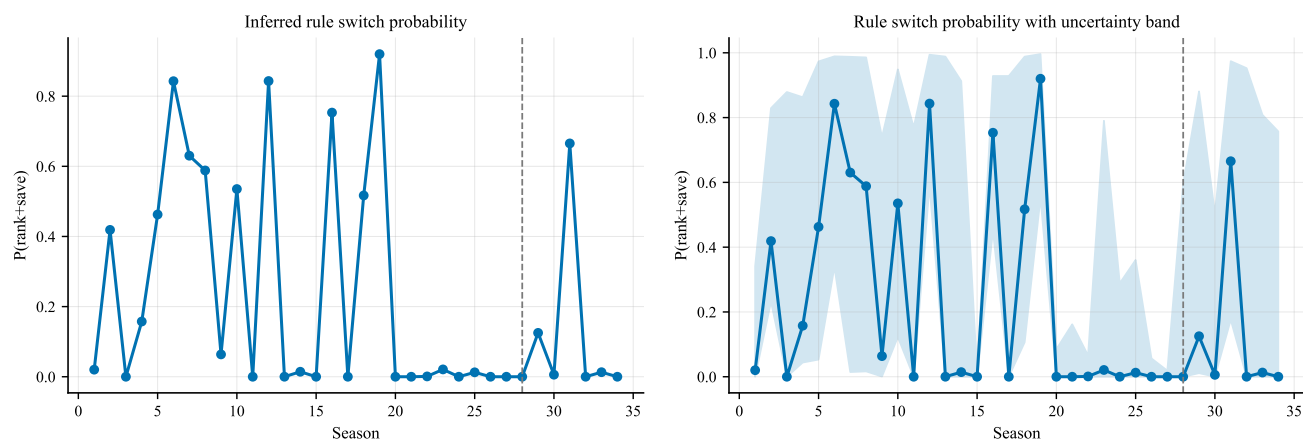 Inferred rule switch probability
P(rank+save)
0.8
0.6
0.4
0.2
0.0
0 5 10 15 20 25 30 35
Season
Rule switch probability with uncertainty band
P(rank+save)
1.0
0.8
0.6
0.4
0.2
0.0
0 5 10 15 20 25 30 35
Season